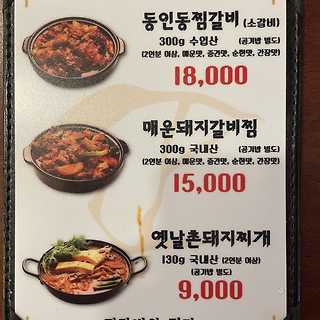 동인동찜갈비 (소갈비)
300g 수입산 (공기밥 별도)
(2인분 이상, 매운맛, 중간맛, 순한맛, 간장맛)
18,000
매운돼지갈비찜
300g 국내산 (공기밥 별도)
(2인분 이상, 매운맛, 중간맛, 순한맛, 간장맛)
15,000
옛날촌돼지찌개
130g 국내산 (2인분 이상)
(공기밥 별도)
9,000